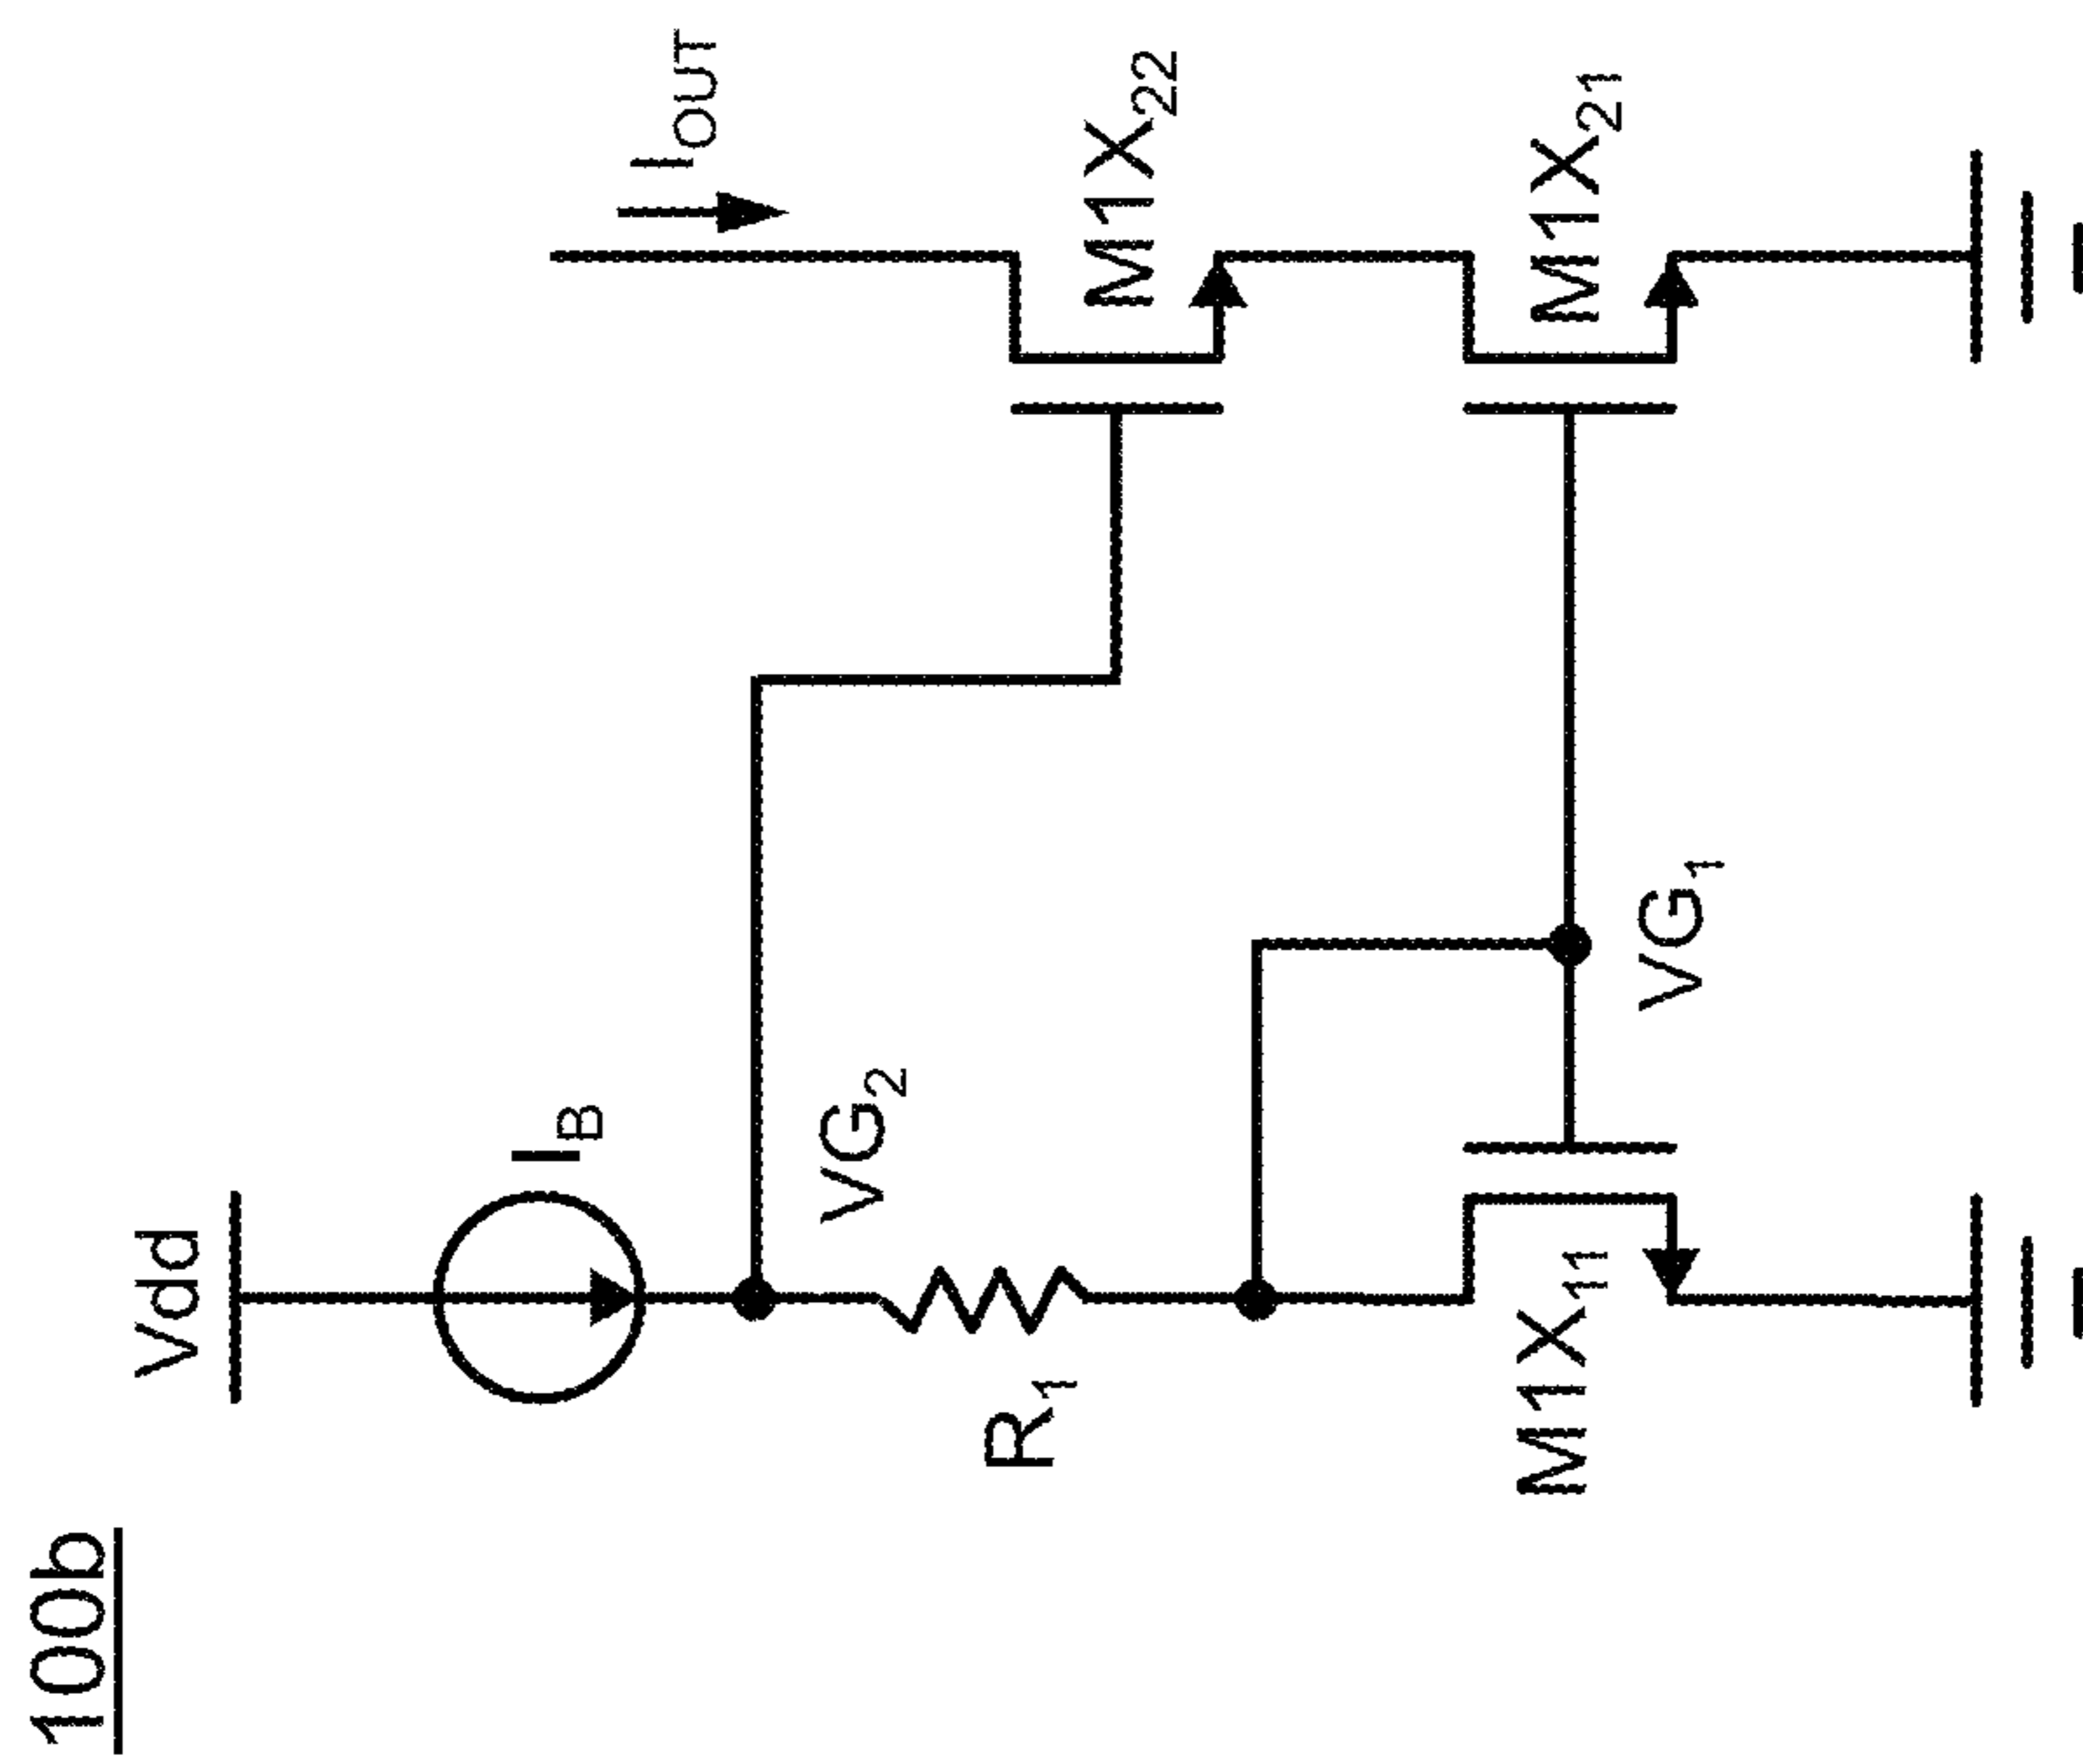 100b
Vdd
I_B
VG_2
R_1
M1X_11
VG_1
I_OUT
M1X_22
M1X_21